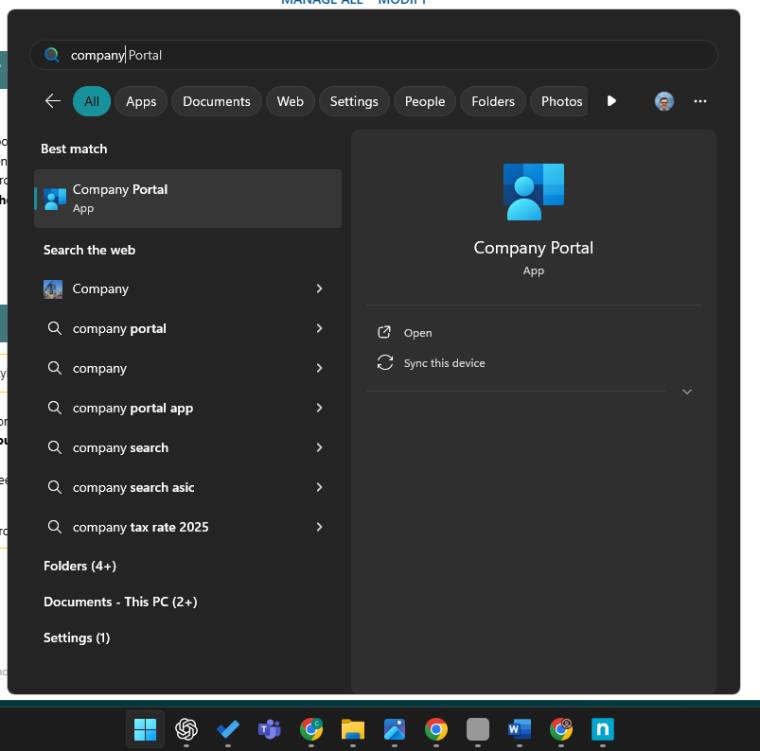 MANAGE ALL MODIFY
company Portal
All Apps Documents Web Settings People Folders Photos
Best match
Company Portal
App
Search the web
Company
company portal
company
company portal app
company search
company search asic
company tax rate 2025
Folders (4+)
Documents - This PC (2+)
Settings (1)
Company Portal
App
Open
Sync this device